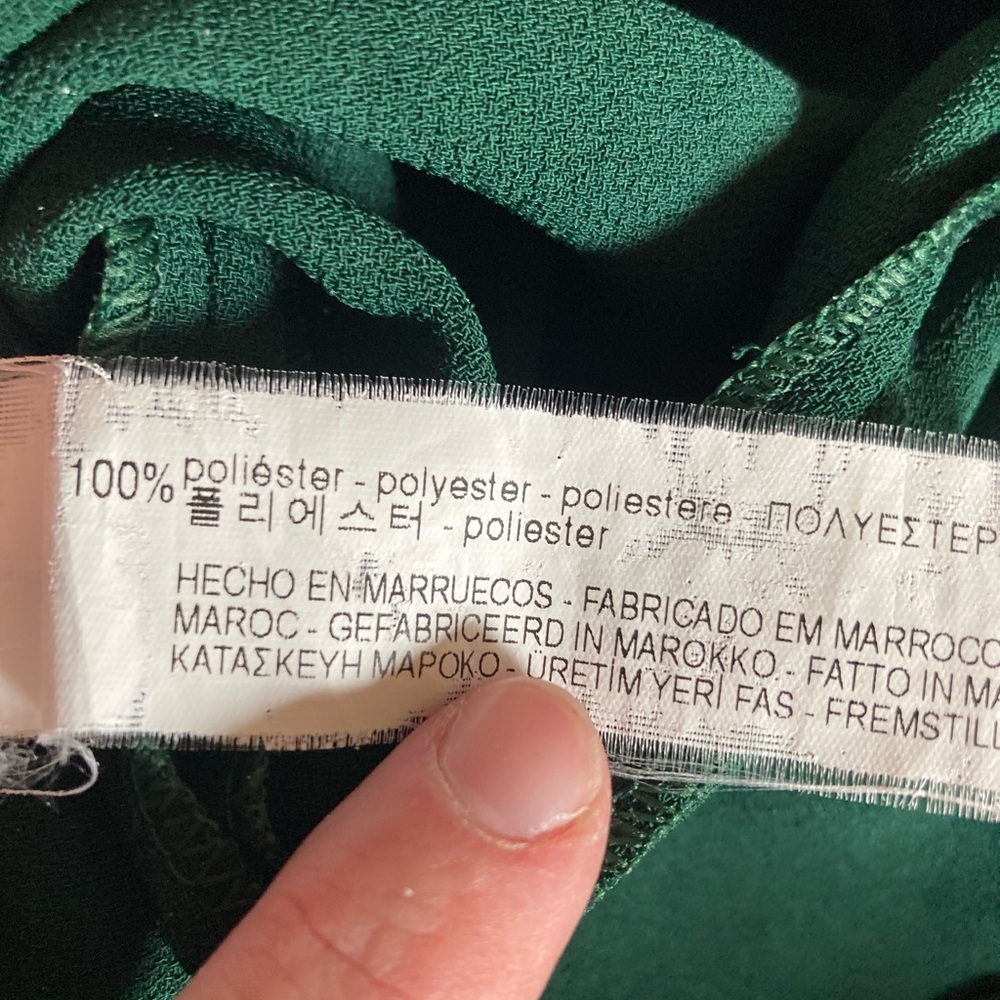 100% poliéster - polyester - poliestere - ΠΟΛΥΕΣΤΕΡ
폴리에스터 - poliester
HECHO EN MARRUECOS - FABRICADO EM MARROCO
MAROC - GEFABRICEERD IN MAROKKO - FATTO IN MA
ΚΑΤΑΣΚΕΥΗ ΜΑΡΟΚΟ - ÜRETİM YERİ FAS - FREMSTILL